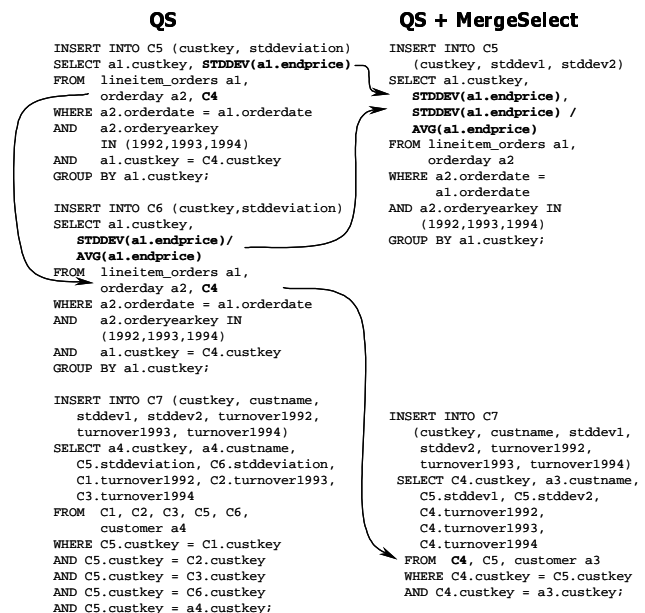 QS
INSERT INTO C5 (custkey, stddeviation)
SELECT a1.custkey, STDDEV(a1.endprice)
FROM lineitem_orders a1,
orderday a2, C4
WHERE a2.orderdate = a1.orderdate
AND a2.orderyearkey
IN (1992,1993,1994)
AND a1.custkey = C4.custkey
GROUP BY a1.custkey;
INSERT INTO C6 (custkey,stddeviation)
SELECT a1.custkey,
STDDEV(a1.endprice)/
AVG(a1.endprice)
FROM lineitem_orders a1,
orderday a2, C4
WHERE a2.orderdate = a1.orderdate
AND a2.orderyearkey IN
(1992,1993,1994)
AND a1.custkey = C4.custkey
GROUP BY a1.custkey;
INSERT INTO C7 (custkey, custname,
stddev1, stddev2, turnover1992,
turnover1993, turnover1994)
SELECT a4.custkey, a4.custname,
C5.stddeviation, C6.stddeviation,
C1.turnover1992, C2.turnover1993,
C3.turnover1994
FROM C1, C2, C3, C5, C6,
customer a4
WHERE C5.custkey = C1.custkey
AND C5.custkey = C2.custkey
AND C5.custkey = C3.custkey
AND C5.custkey = C6.custkey
AND C5.custkey = a4.custkey;
QS + MergeSelect
INSERT INTO C5
(custkey, stddev1, stddev2)
SELECT a1.custkey,
STDDEV(a1.endprice),
STDDEV(a1.endprice) /
AVG(a1.endprice)
FROM lineitem_orders a1,
orderday a2
WHERE a2.orderdate =
a1.orderdate
AND a2.orderyearkey IN
(1992,1993,1994)
GROUP BY a1.custkey;
INSERT INTO C7
(custkey, custname, stddev1,
stddev2, turnover1992,
turnover1993, turnover1994)
SELECT C4.custkey, a3.custname,
C5.stddev1, C5.stddev2,
C4.turnover1992,
C4.turnover1993,
C4.turnover1994
FROM C4, C5, customer a3
WHERE C4.custkey = C5.custkey
AND C4.custkey = a3.custkey;